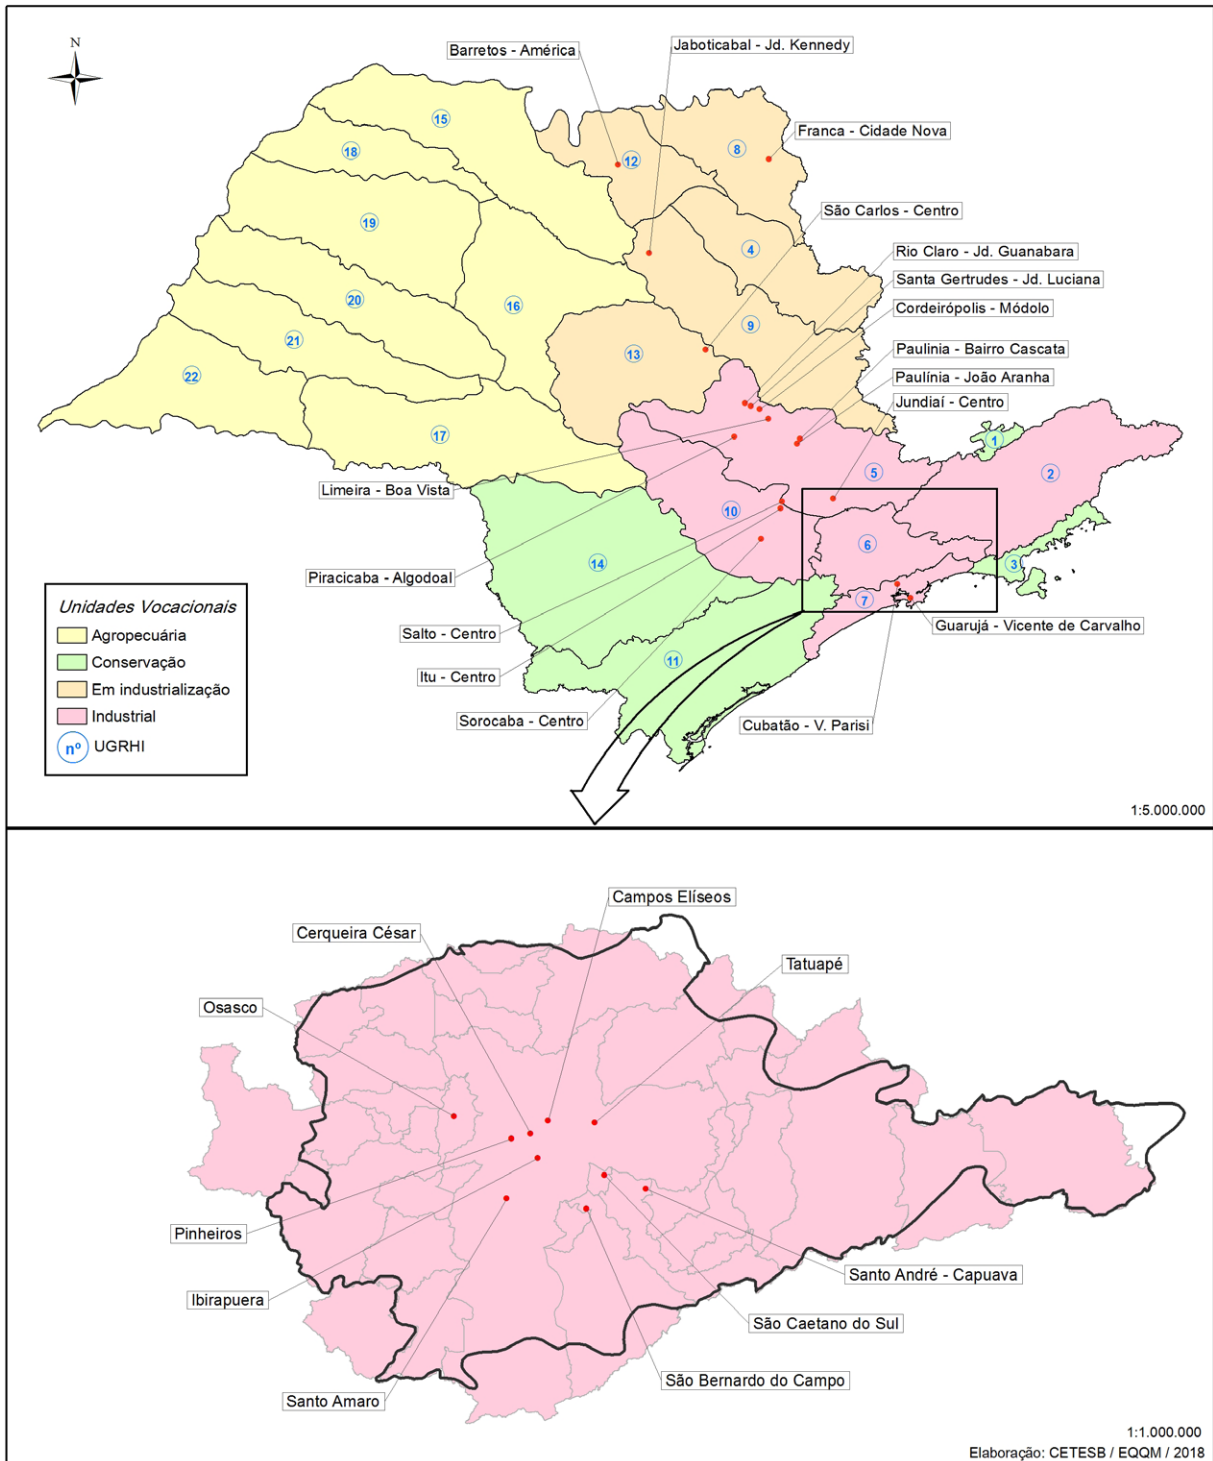 N
Barretos - América
Jaboticabal - Jd. Kennedy
Franca - Cidade Nova
São Carlos - Centro
Rio Claro - Jd. Guanabara
Santa Gertrudes - Jd. Luciana
Cordeirópolis - Módolo
Paulinia - Bairro Cascata
Paulínia - João Aranha
Jundiaí - Centro
15
18
12
8
19
4
20
16
9
21
13
22
17
1
2
5
10
6
14
3
7
11
Limeira - Boa Vista
Piracicaba - Algodoal
Salto - Centro
Itu - Centro
Sorocaba - Centro
Guarujá - Vicente de Carvalho
Cubatão - V. Parisi
Unidades Vocacionais
Agropecuária
Conservação
Em industrialização
Industrial
nº UGRHI
1:5.000.000
Campos Elíseos
Cerqueira César
Tatuapé
Osasco
Pinheiros
Ibirapuera
Santo André - Capuava
São Caetano do Sul
São Bernardo do Campo
Santo Amaro
1:1.000.000
Elaboração: CETESB / EQQM / 2018